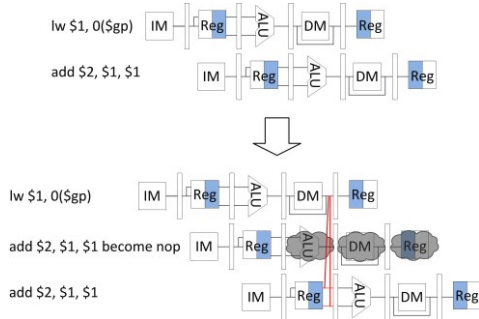 lw $1, 0($gp) IM Reg ALU DM Reg
add $2, $1, $1 IM Reg ALU DM Reg
lw $1, 0($gp) IM Reg ALU DM Reg
add $2, $1, $1 become nop IM Reg ALU DM Reg
add $2, $1, $1 IM Reg ALU DM Reg